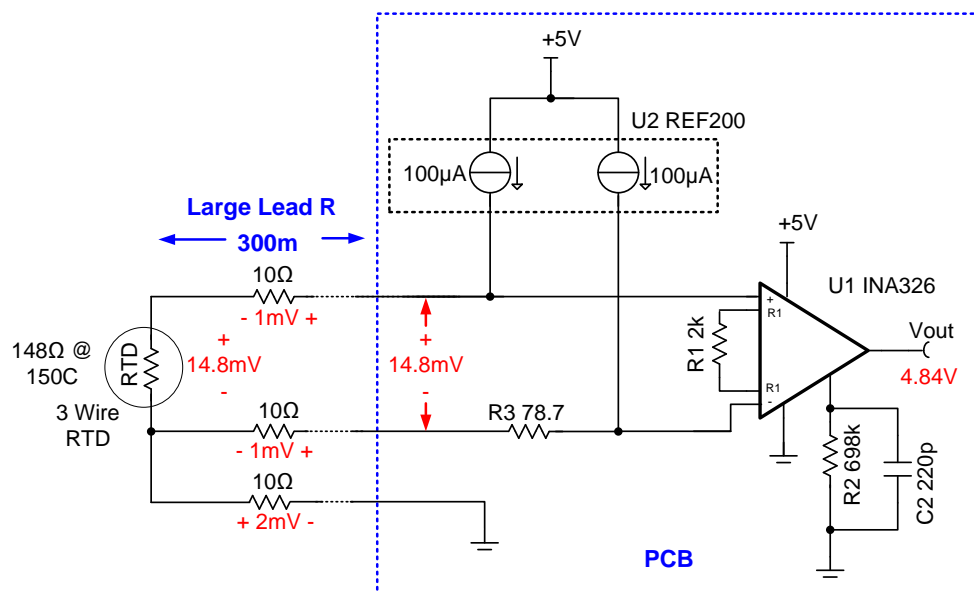 +5V
U2 REF200
100µA
100µA
Large Lead R
300m
+5V
10Ω
- 1mV +
U1 INA326
148Ω @
150C
RTD
+
14.8mV
-
+
14.8mV
-
R1 2k
+
R1
R1
-
Vout
4.84V
3 Wire
RTD
10Ω
- 1mV +
R3 78.7
10Ω
+ 2mV -
R2 698k
C2 220p
PCB